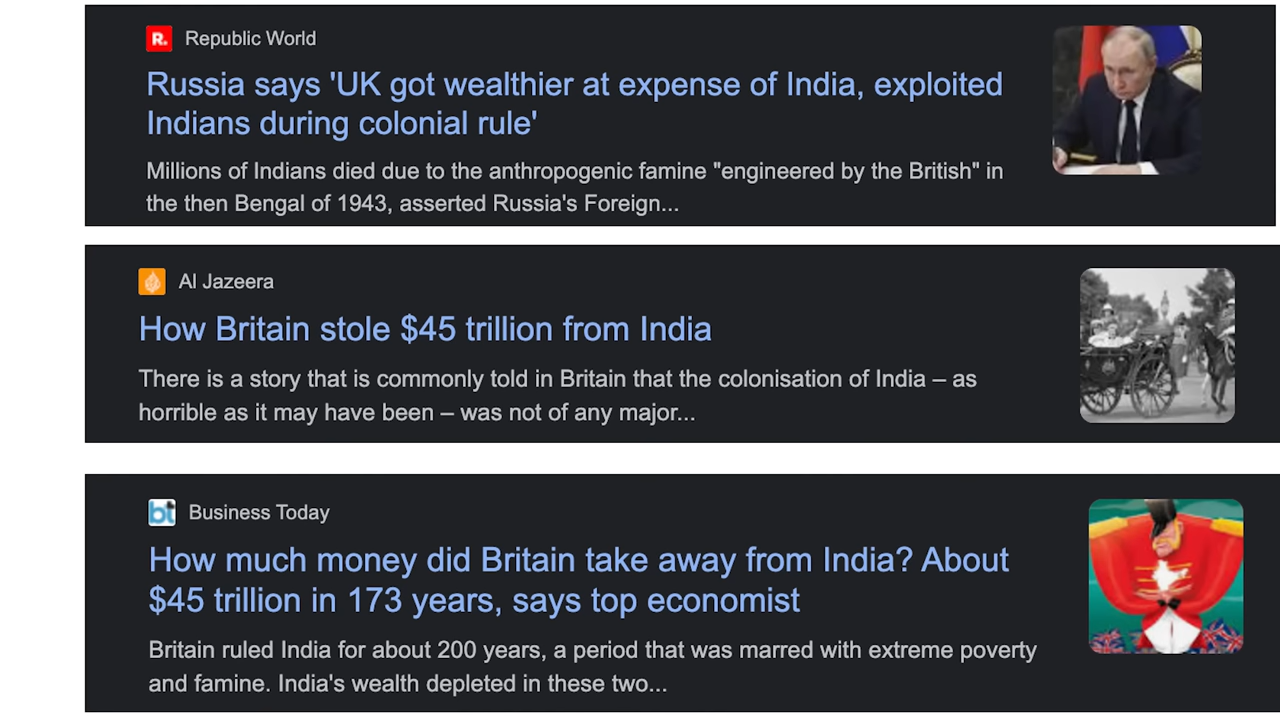 R.
Republic World
Russia says 'UK got wealthier at expense of India, exploited
Indians during colonial rule'
Millions of Indians died due to the anthropogenic famine "engineered by the British" in
the then Bengal of 1943, asserted Russia's Foreign...
Al Jazeera
How Britain stole $45 trillion from India
There is a story that is commonly told in Britain that the colonisation of India – as
horrible as it may have been – was not of any major...
bt
Business Today
How much money did Britain take away from India? About
$45 trillion in 173 years, says top economist
Britain ruled India for about 200 years, a period that was marred with extreme poverty
and famine. India's wealth depleted in these two...